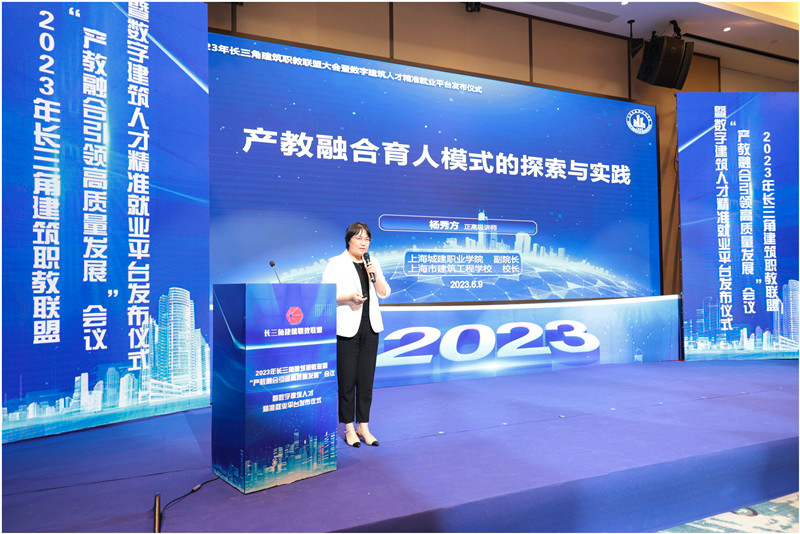 2023年长三角建筑职教联盟
“产教融合引领高质量发展”会议
暨数字建筑人才精准就业平台发布仪式
23年长三角建筑职教联盟大会暨数字建筑人才精准就业平台发布仪式
产教融合育人模式的探索与实践
杨秀方 正高级讲师
上海城建职业学院 副院长
上海市建筑工程学校 校长
2023.6.9
2023
长三角建筑职教联盟
2023年长三角建筑职教联盟
“产教融合引领高质量发展”会议
暨数字建筑人才
精准就业平台发布仪式
2023年长三角建筑职教联盟
“产教融合引领高质量发展”会议
暨数字建筑人才精准就业平台发布仪式